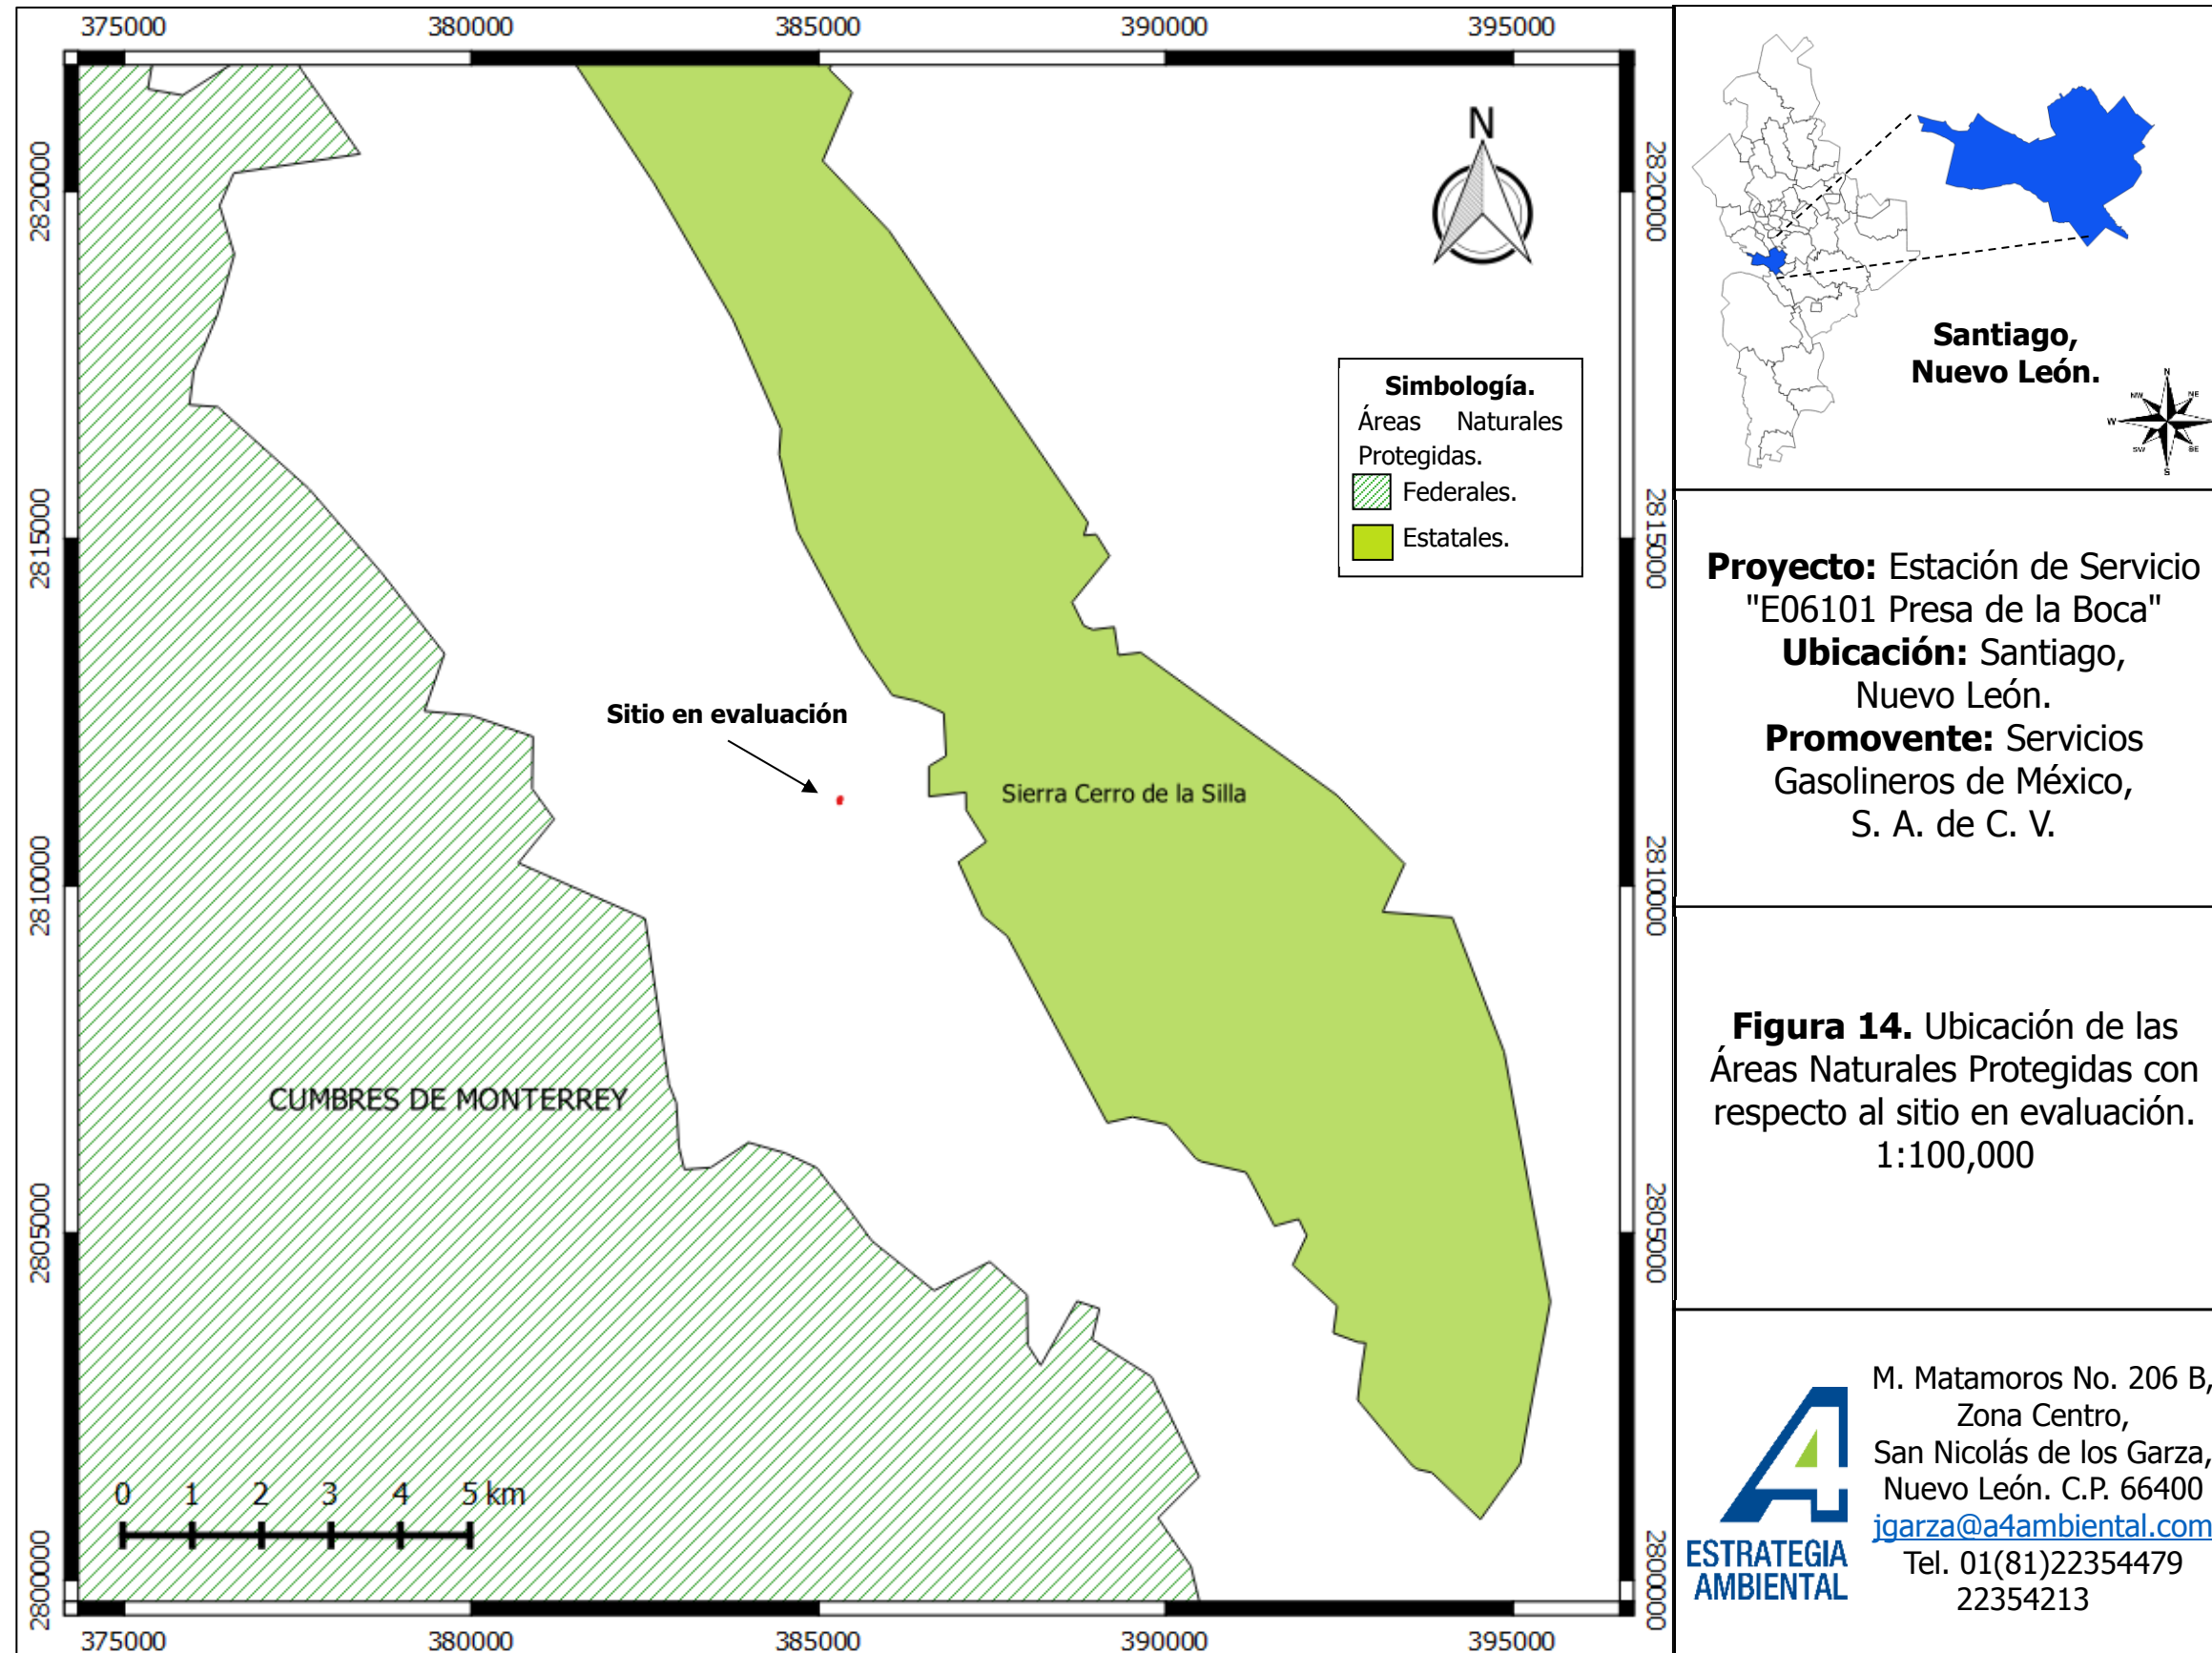 375000 380000 385000 390000 395000
2820000 2820000
2815000 2815000
2810000 2810000
2805000 2805000
2800000 2800000
375000 380000 385000 390000 395000
N
Simbología.
Áreas Naturales
Protegidas.
Federales.
Estatales.
Sitio en evaluación
Sierra Cerro de la Silla
CUMBRES DE MONTERREY
0 1 2 3 4 5 km
Santiago,
Nuevo León.
N
NW NE
W
SW SE
S
Proyecto: Estación de Servicio
"E06101 Presa de la Boca"
Ubicación: Santiago,
Nuevo León.
Promovente: Servicios
Gasolineros de México,
S. A. de C. V.
Figura 14. Ubicación de las
Áreas Naturales Protegidas con
respecto al sitio en evaluación.
1:100,000
ESTRATEGIA
AMBIENTAL
M. Matamoros No. 206 B,
Zona Centro,
San Nicolás de los Garza,
Nuevo León. C.P. 66400
jgarza@a4ambiental.com
Tel. 01(81)22354479
22354213